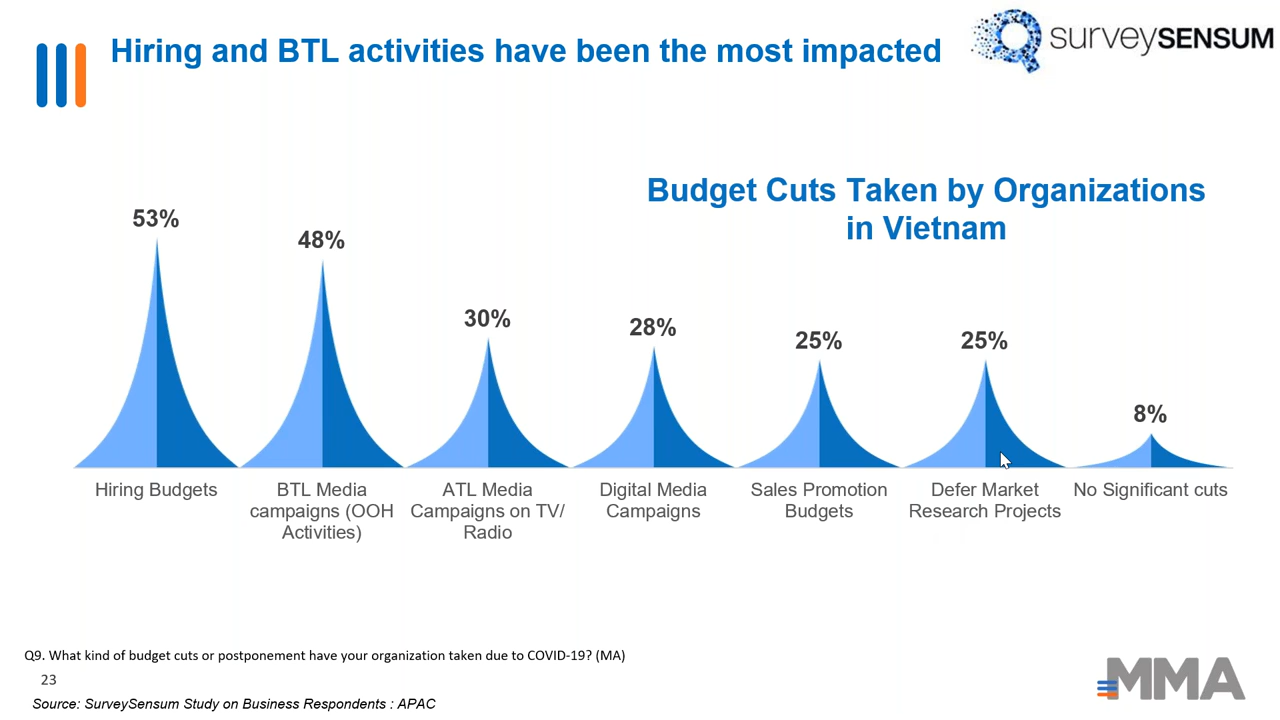 Hiring and BTL activities have been the most impacted
surveySENSUM
Budget Cuts Taken by Organizations
in Vietnam
53%
48%
30%
28%
25%
25%
8%
Hiring Budgets
BTL Media
campaigns (OOH
Activities)
ATL Media
Campaigns on TV/
Radio
Digital Media
Campaigns
Sales Promotion
Budgets
Defer Market
Research Projects
No Significant cuts
Q9. What kind of budget cuts or postponement have your organization taken due to COVID-19? (MA)
23
Source: SurveySensum Study on Business Respondents : APAC
MMA